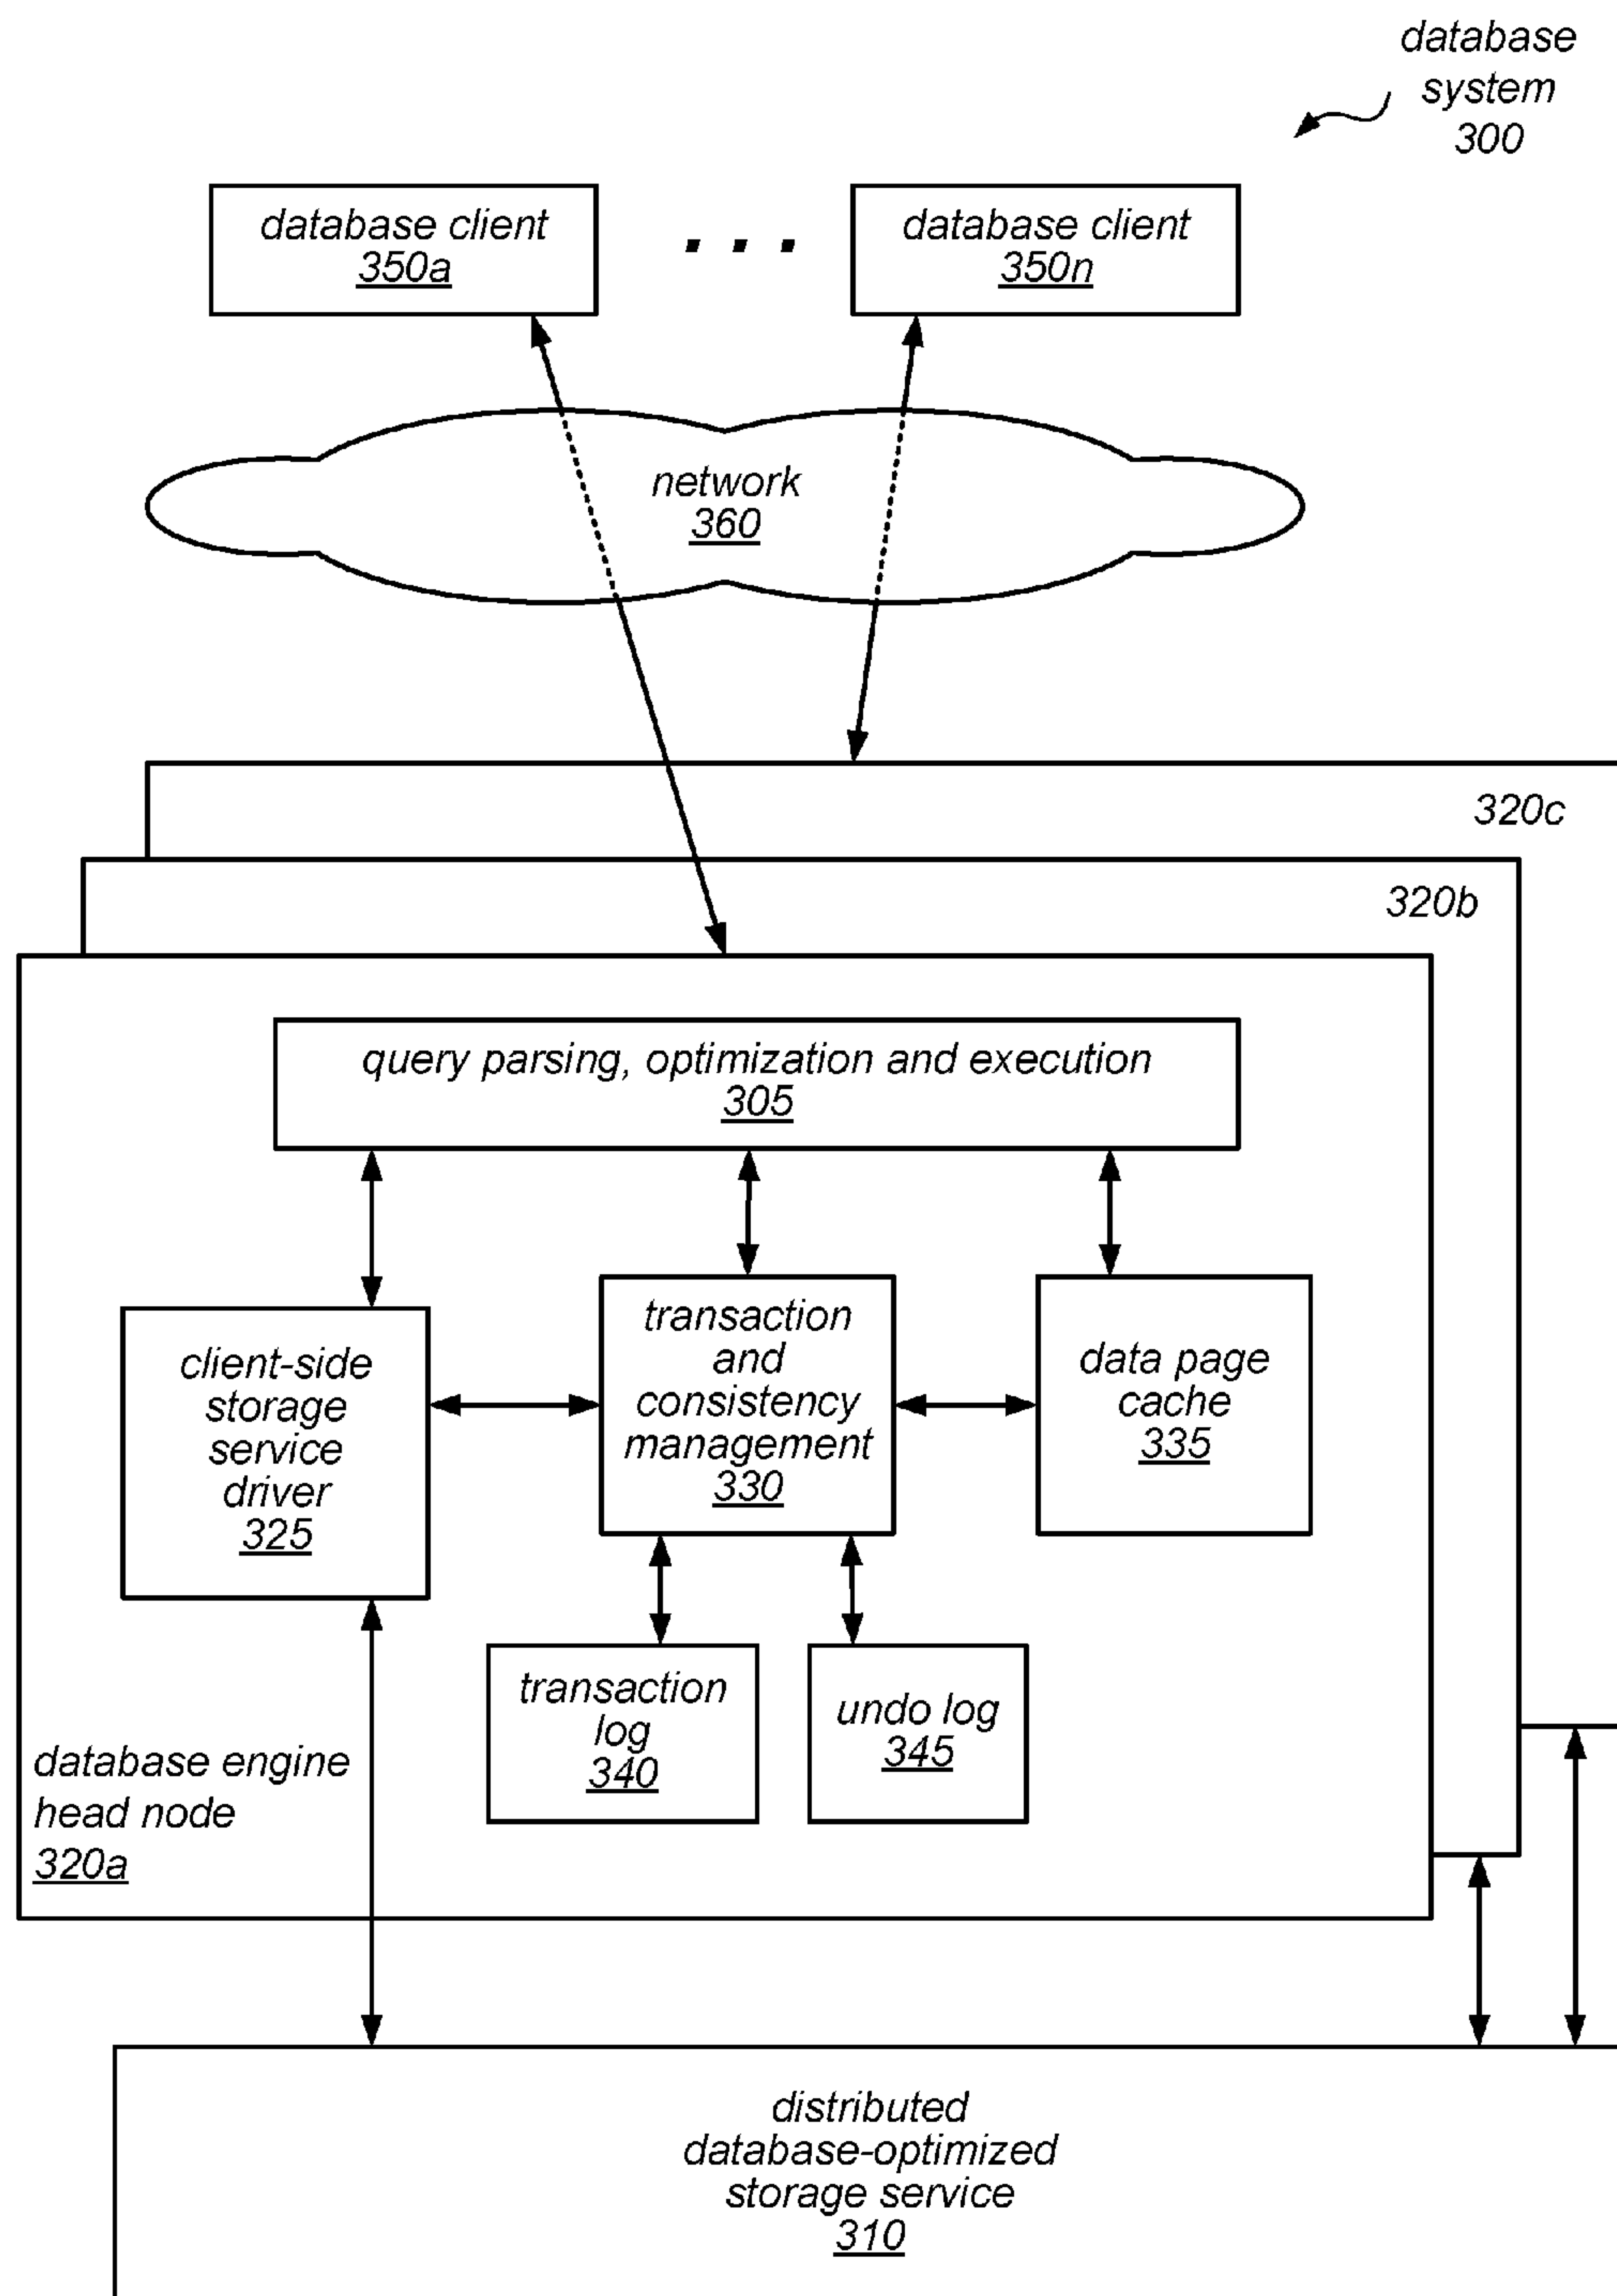 database
system
300
database client
350a
. . .
database client
350n
network
360
320c
320b
query parsing, optimization and execution
305
client-side
storage
service
driver
325
transaction
and
consistency
management
330
data page
cache
335
transaction
log
340
undo log
345
database engine
head node
320a
distributed
database-optimized
storage service
310